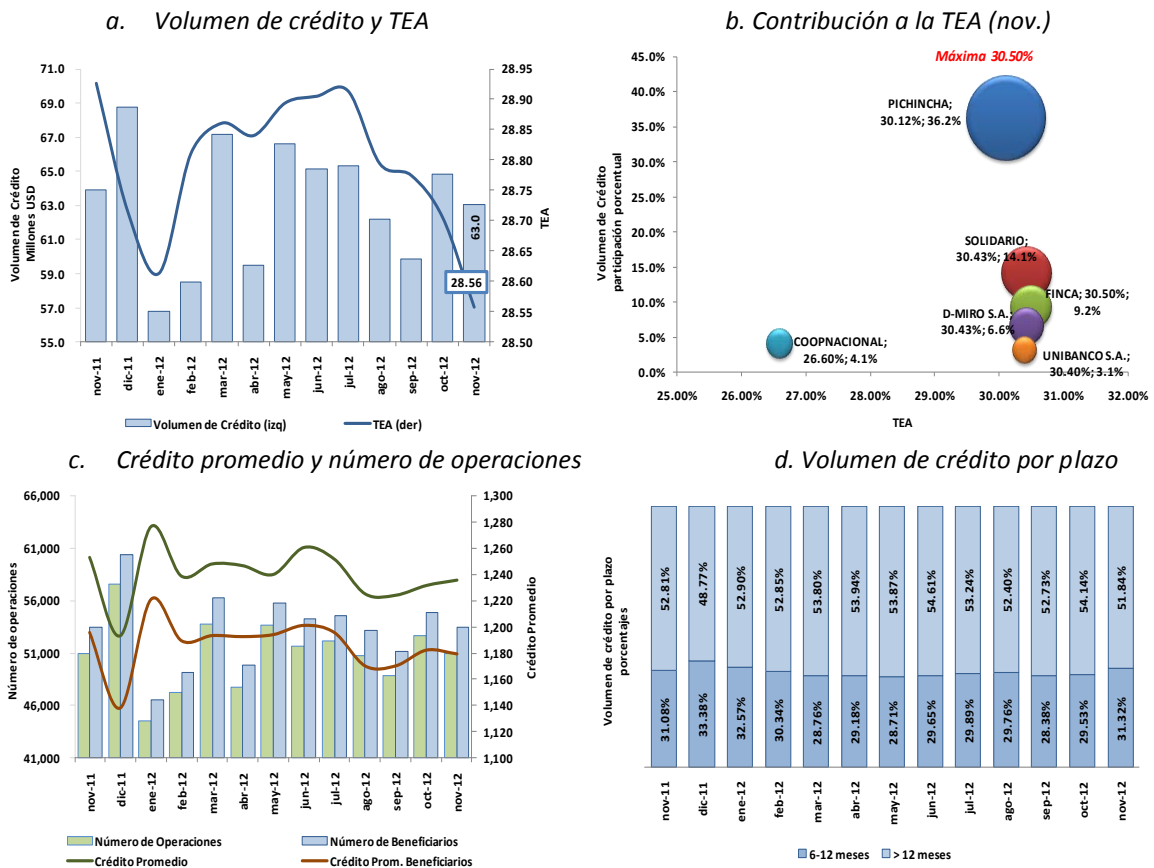 a. Volumen de crédito y TEA
71.0
69.0
67.0
65.0
63.0
61.0
59.0
57.0
55.0
Volumen de Crédito
Millones USD
28.95
28.90
28.85
28.80
28.75
28.70
28.65
28.60
28.55
28.50
TEA
63.0
28.56
nov-11
dic-11
ene-12
feb-12
mar-12
abr-12
may-12
jun-12
jul-12
ago-12
sep-12
oct-12
nov-12
Volumen de Crédito (izq)
TEA (der)
b. Contribución a la TEA (nov.)
Máxima 30.50%
45.0%
40.0%
35.0%
30.0%
25.0%
20.0%
15.0%
10.0%
5.0%
0.0%
Volumen de Crédito
participación porcentual
PICHINCHA;
30.12%; 36.2%
SOLIDARIO;
30.43%; 14.1%
FINCA; 30.50%;
9.2%
D-MIRO S.A.;
30.43%; 6.6%
COOPNACIONAL;
26.60%; 4.1%
UNIBANCO S.A.;
30.40%; 3.1%
25.00%
26.00%
27.00%
28.00%
29.00%
30.00%
31.00%
32.00%
TEA
c. Crédito promedio y número de operaciones
66,000
61,000
56,000
51,000
46,000
41,000
Número de operaciones
1,300
1,280
1,260
1,240
1,220
1,200
1,180
1,160
1,140
1,120
1,100
Crédito Promedio
nov-11
dic-11
ene-12
feb-12
mar-12
abr-12
may-12
jun-12
jul-12
ago-12
sep-12
oct-12
nov-12
Número de Operaciones
Número de Beneficiarios
Crédito Promedio
Crédito Prom. Beneficiarios
d. Volumen de crédito por plazo
Volumen de crédito por plazo
porcentajes
52.81%
48.77%
52.90%
52.85%
53.80%
53.94%
53.87%
54.61%
53.24%
52.40%
52.73%
54.14%
51.84%
31.08%
33.38%
32.57%
30.34%
28.76%
29.18%
28.71%
29.65%
29.89%
29.76%
28.38%
29.53%
31.32%
nov-11
dic-11
ene-12
feb-12
mar-12
abr-12
may-12
jun-12
jul-12
ago-12
sep-12
oct-12
nov-12
6-12 meses
> 12 meses